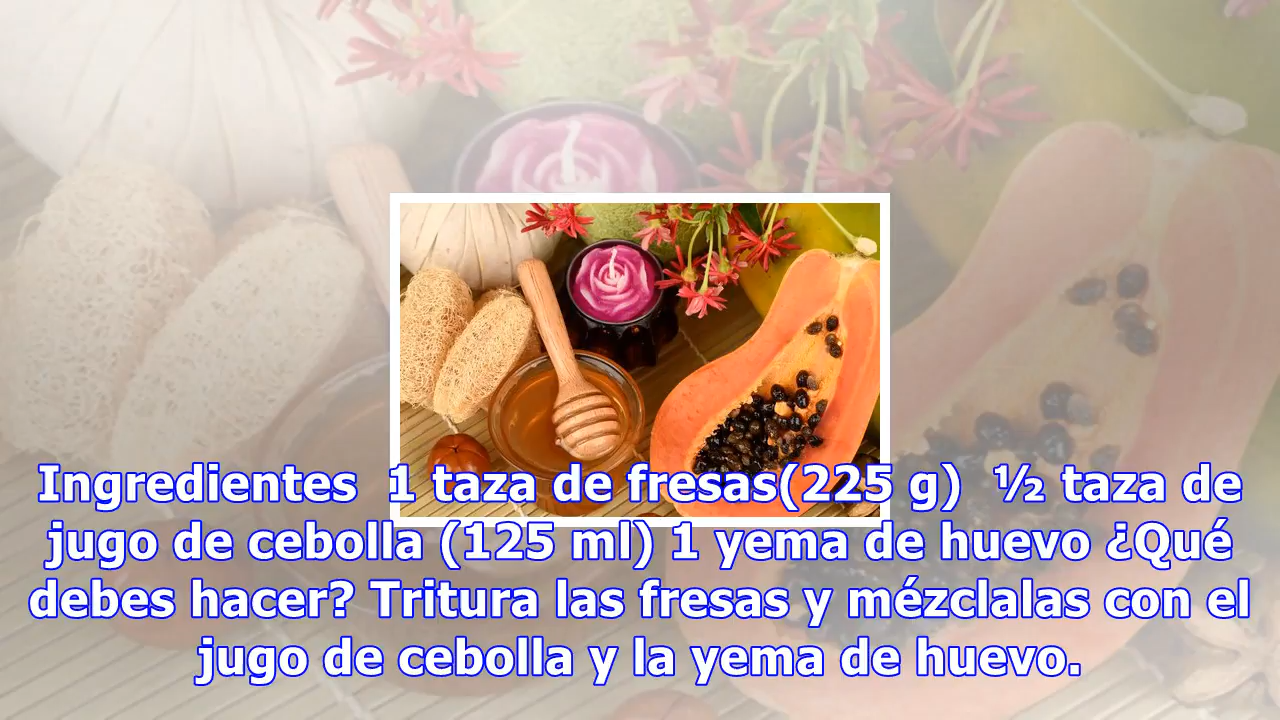 Ingredientes  1 taza de fresas(225 g)  ½ taza de
jugo de cebolla (125 ml) 1 yema de huevo ¿Qué
debes hacer? Tritura las fresas y mézclalas con el
jugo de cebolla y la yema de huevo.